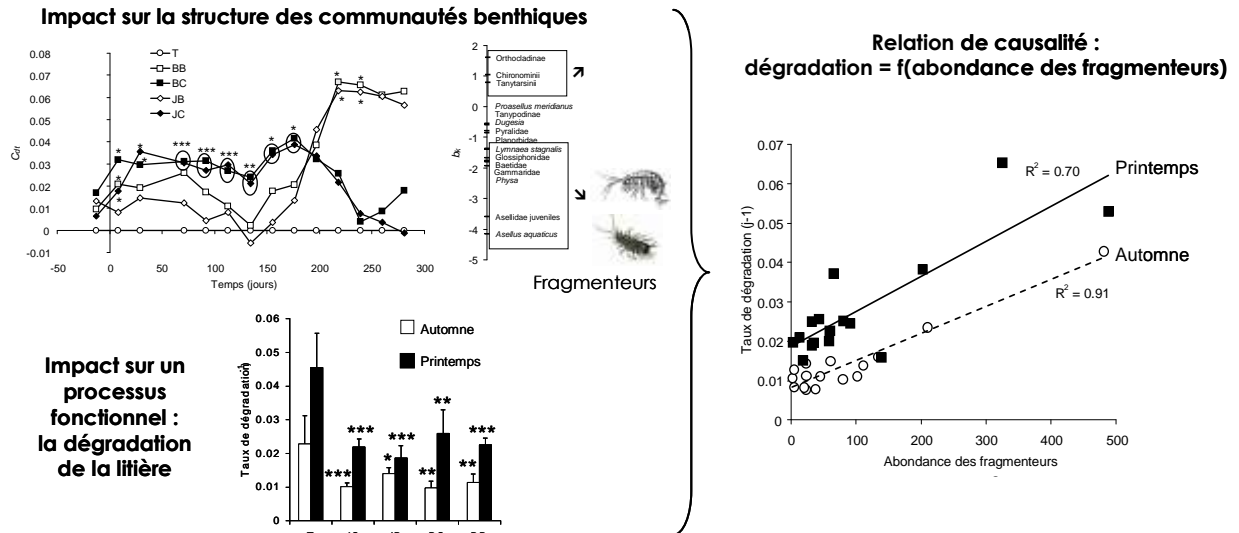 Impact sur la structure des communautés benthiques
0.08
0.07
0.06
0.05
0.04
0.03
0.02
0.01
0
-0.01
C_dt
-50
0
50
100
150
200
250
300
Temps (jours)
T
BB
BC
JB
JC
* * * * *** *** *** ** * * * * * *
2
1
0
-1
-2
-3
-4
-5
b_k
Orthocladinae
Chironominii
Tanytarsinii
Proasellus meridianus
Tanypodinae
Dugesia
Pyralidae
Planorbidae
Lymnaea stagnalis
Glossiphonidae
Baetidae
Gammaridae
Physa
Asellidae juveniles
Asellus aquaticus
Fragmenteurs
Impact sur un
processus
fonctionnel :
la dégradation
de la litière
0.06
0.05
0.04
0.03
0.02
0.01
0
Taux de dégradation
Automne
Printemps
*** *** * *** ** ** ** ***
Relation de causalité :
dégradation = f(abondance des fragmenteurs)
0.07
0.06
0.05
0.04
0.03
0.02
0.01
0
Taux de dégradation (j-1)
R² = 0.70
Printemps
Automne
R² = 0.91
0
100
200
300
400
500
Abondance des fragmenteurs